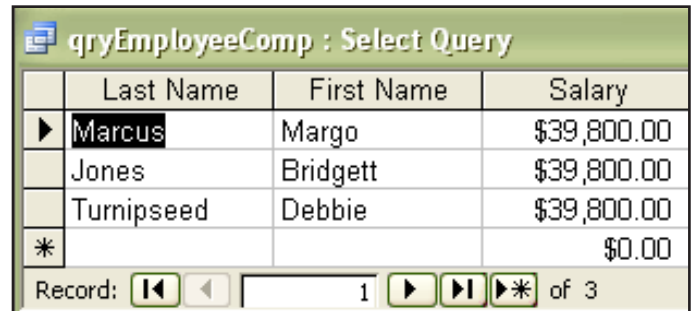 qryEmployeeComp : Select Query
Last Name First Name Salary
Marcus Margo $39,800.00
Jones Bridgett $39,800.00
Turnipseed Debbie $39,800.00
$0.00
Record: 1 of 3